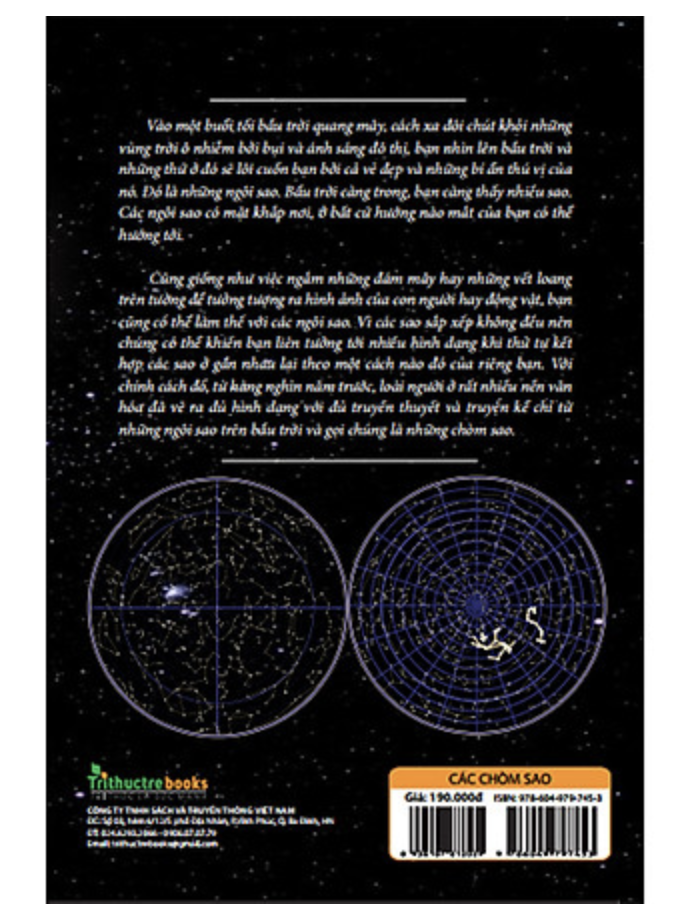 Vào một buổi tối bầu trời quang mây, cách xa đôi chút khỏi những
vùng trời ô nhiễm bởi bụi và ánh sáng đô thị, bạn nhìn lên bầu trời và
những thứ ở đó sẽ lôi cuốn bạn bởi cả vẻ đẹp và những bí ẩn thú vị của
nó. Đó là những ngôi sao. Bầu trời càng trong, bạn càng thấy nhiều sao.
Các ngôi sao có mặt khắp nơi, ở bất cứ hướng nào mắt của bạn có thể
hướng tới.
Cũng giống như việc ngắm những đám mây hay những vết loang
trên tường để tưởng tượng ra hình ảnh của con người hay động vật, bạn
cũng có thể làm thế với các ngôi sao. Vì các sao sắp xếp không đều nên
chúng có thể khiến bạn liên tưởng tới nhiều hình dạng khi thử tự kết
hợp các sao ở gần nhau lại theo một cách nào đó của riêng bạn. Với
chính cách đó, từ hàng nghìn năm trước, loài người ở rất nhiều nền văn
hóa đã vẽ ra đủ hình dạng với đủ truyền thuyết và truyện kể chỉ từ
những ngôi sao trên bầu trời và gọi chúng là những chòm sao.
Trithuctrebooks
CÔNG TY TNHH SÁCH VÀ TRUYỀN THÔNG VIỆT NAM
Email: trithuctrebooks@gmail.com
CÁC CHÒM SAO
Giá: 190.000đ ISBN: 978-604-979-745-3